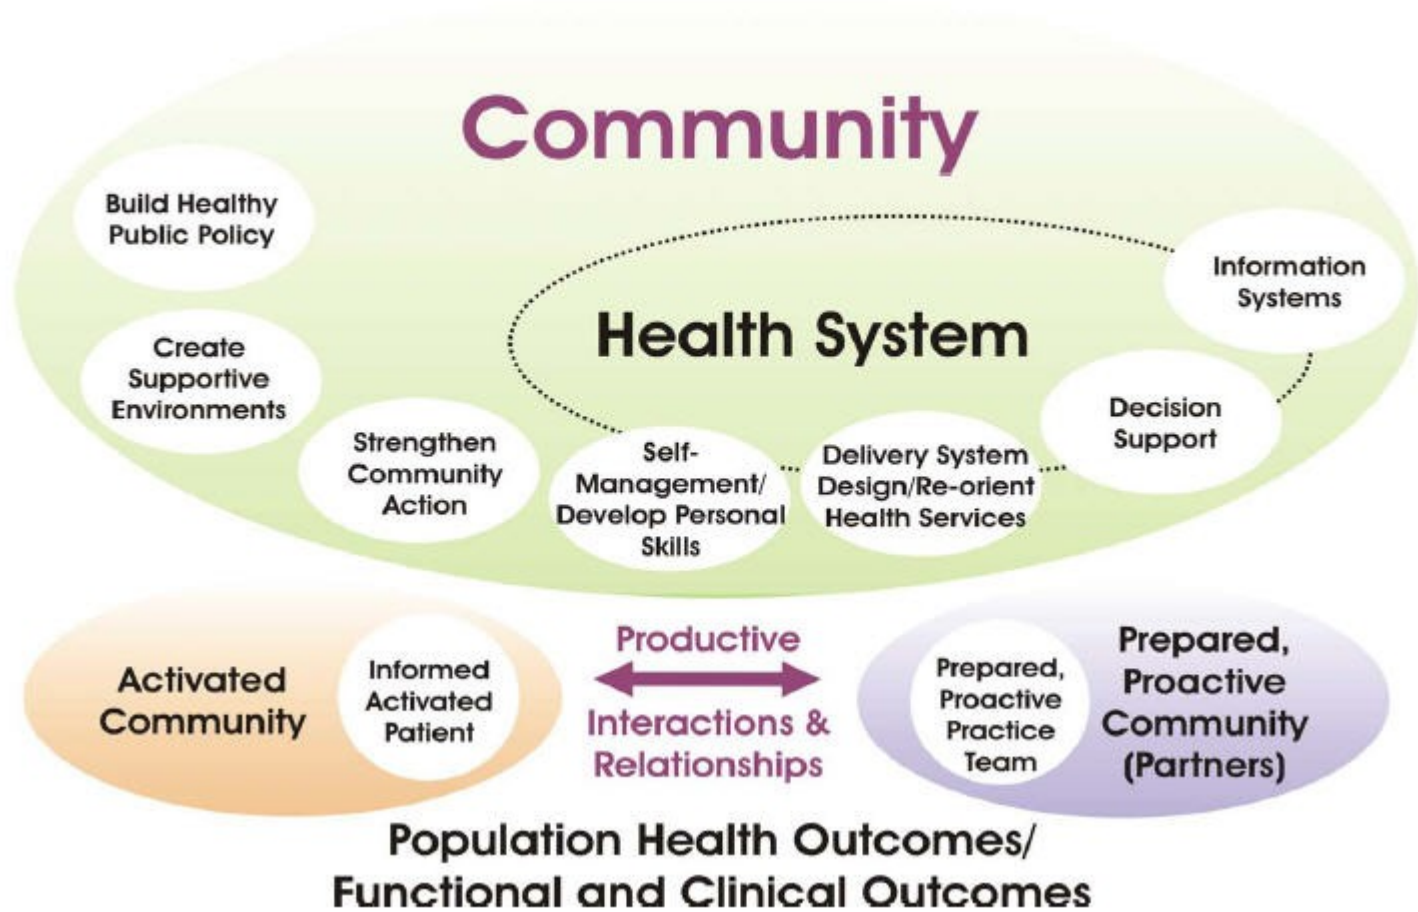 Community
Build Healthy
Public Policy
Create
Supportive
Environments
Strengthen
Community
Action
Health System
Self-
Management/
Develop Personal
Skills
Delivery System
Design/Re-orient
Health Services
Decision
Support
Information
Systems
Activated
Community
Informed
Activated
Patient
Productive
Interactions &
Relationships
Prepared,
Proactive
Practice
Team
Prepared,
Proactive
Community
(Partners)
Population Health Outcomes/
Functional and Clinical Outcomes